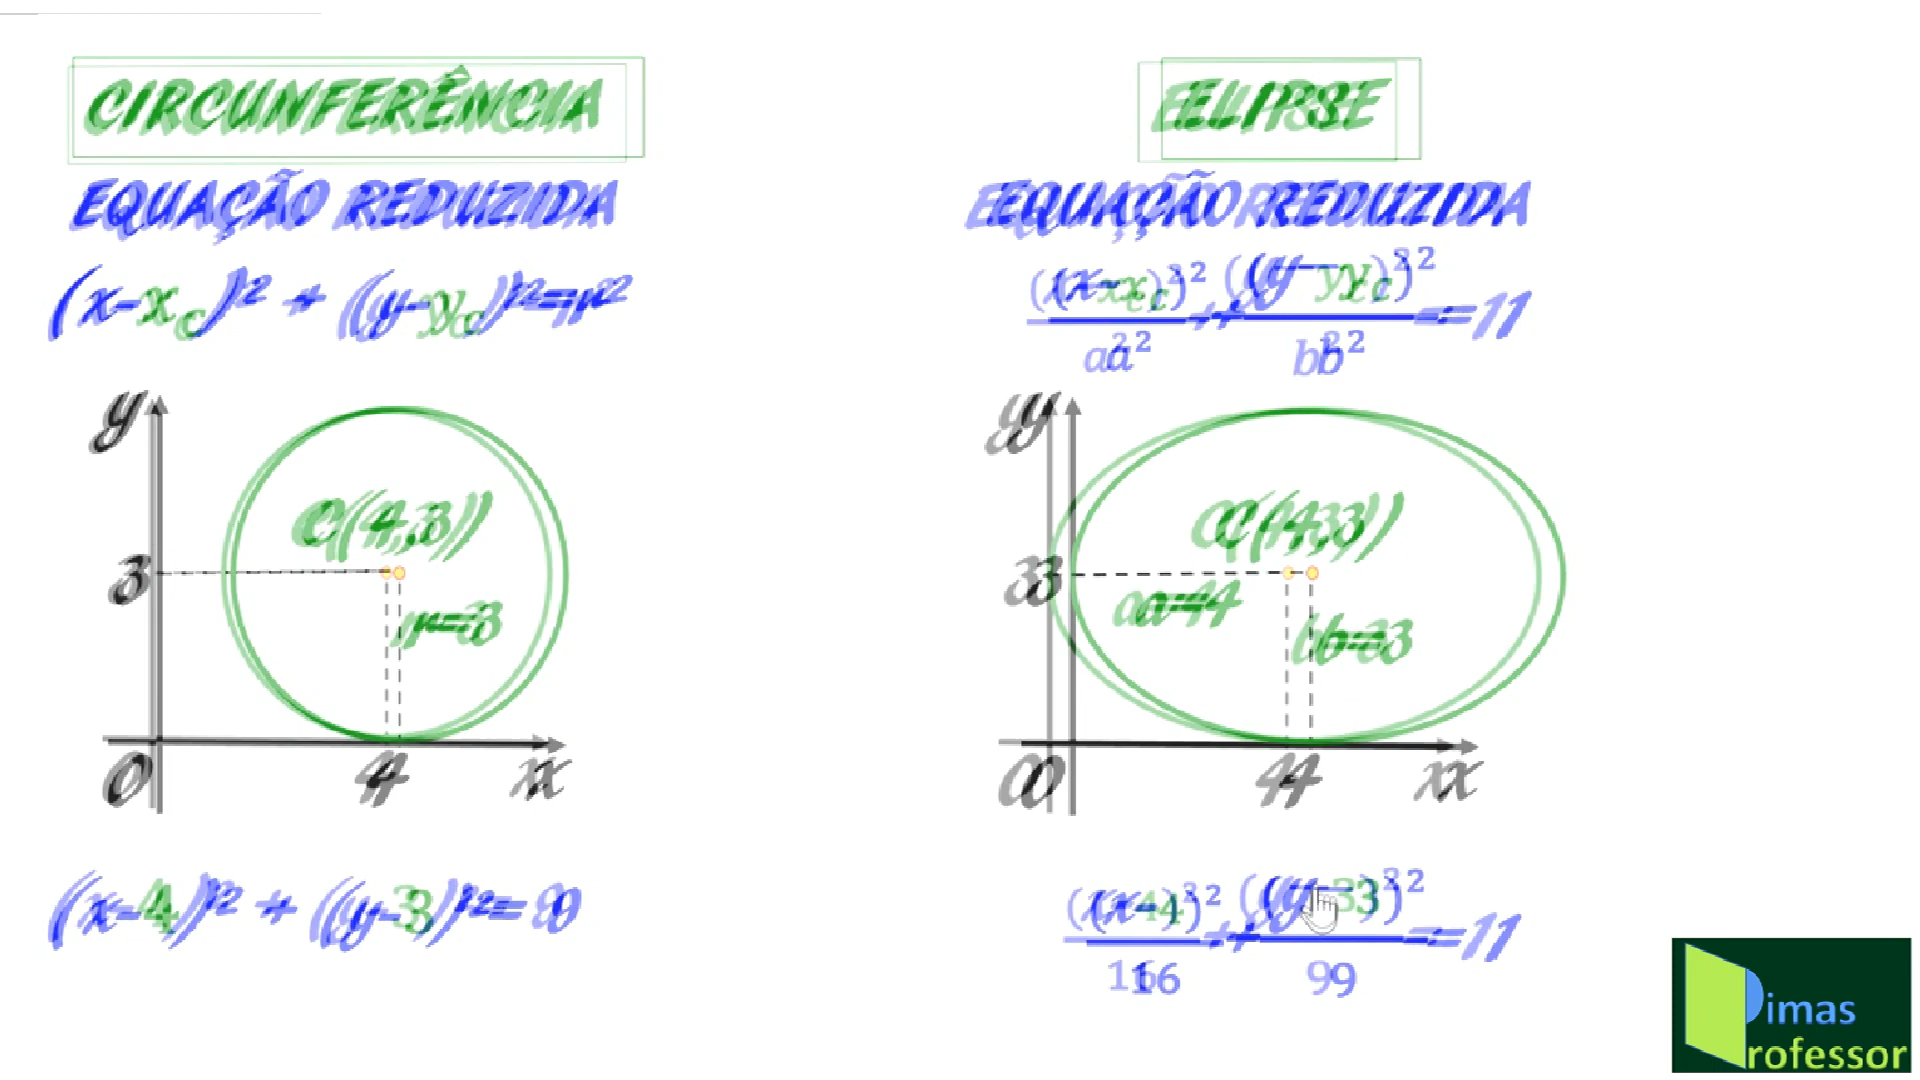 CIRCUNFERÊNCIA
EQUAÇÃO REDUZIDA
(x-x_c)² + (y-y_c)²=r²
y
C(4,3)
3
r=3
0 4 x
(x-4)² + (y-3)²= 9
ELIPSE
EQUAÇÃO REDUZIDA
(x-x_c)²/a² + (y-y_c)²/b² =1
y
C(4,3)
3
a=4
b=3
0 4 x
(x-4)²/16 + (y-3)²/9 =1
Dimas
Professor